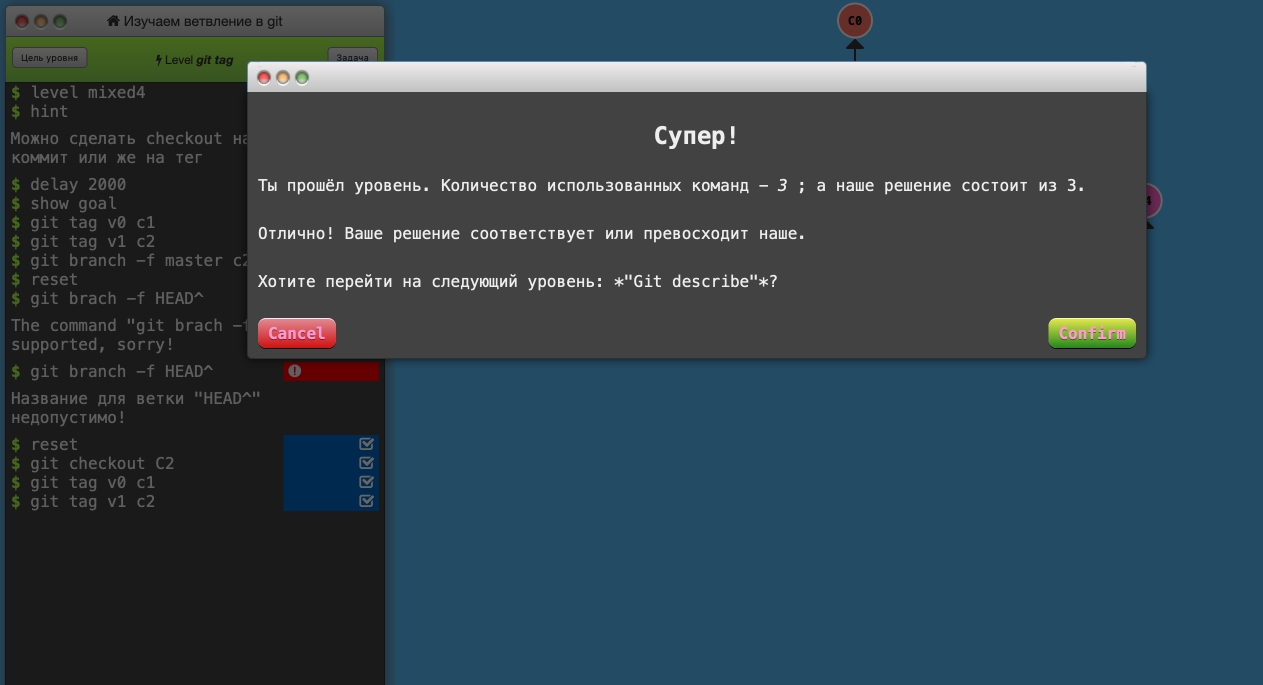 Изучаем ветвление в git
Цель уровня
Level git tag
Задача
$ level mixed4
$ hint
Можно сделать checkout на
коммит или же на тег
$ delay 2000
$ show goal
$ git tag v0 c1
$ git tag v1 c2
$ git branch -f master c2
$ reset
$ git brach -f HEAD^
The command "git brach -f
supported, sorry!
$ git branch -f HEAD^
Название для ветки "HEAD^"
недопустимо!
$ reset
$ git checkout C2
$ git tag v0 c1
$ git tag v1 c2
C0
Супер!
Ты прошёл уровень. Количество использованных команд – 3 ; а наше решение состоит из 3.
Отлично! Ваше решение соответствует или превосходит наше.
Хотите перейти на следующий уровень: *"Git describe"*?
Cancel
Confirm